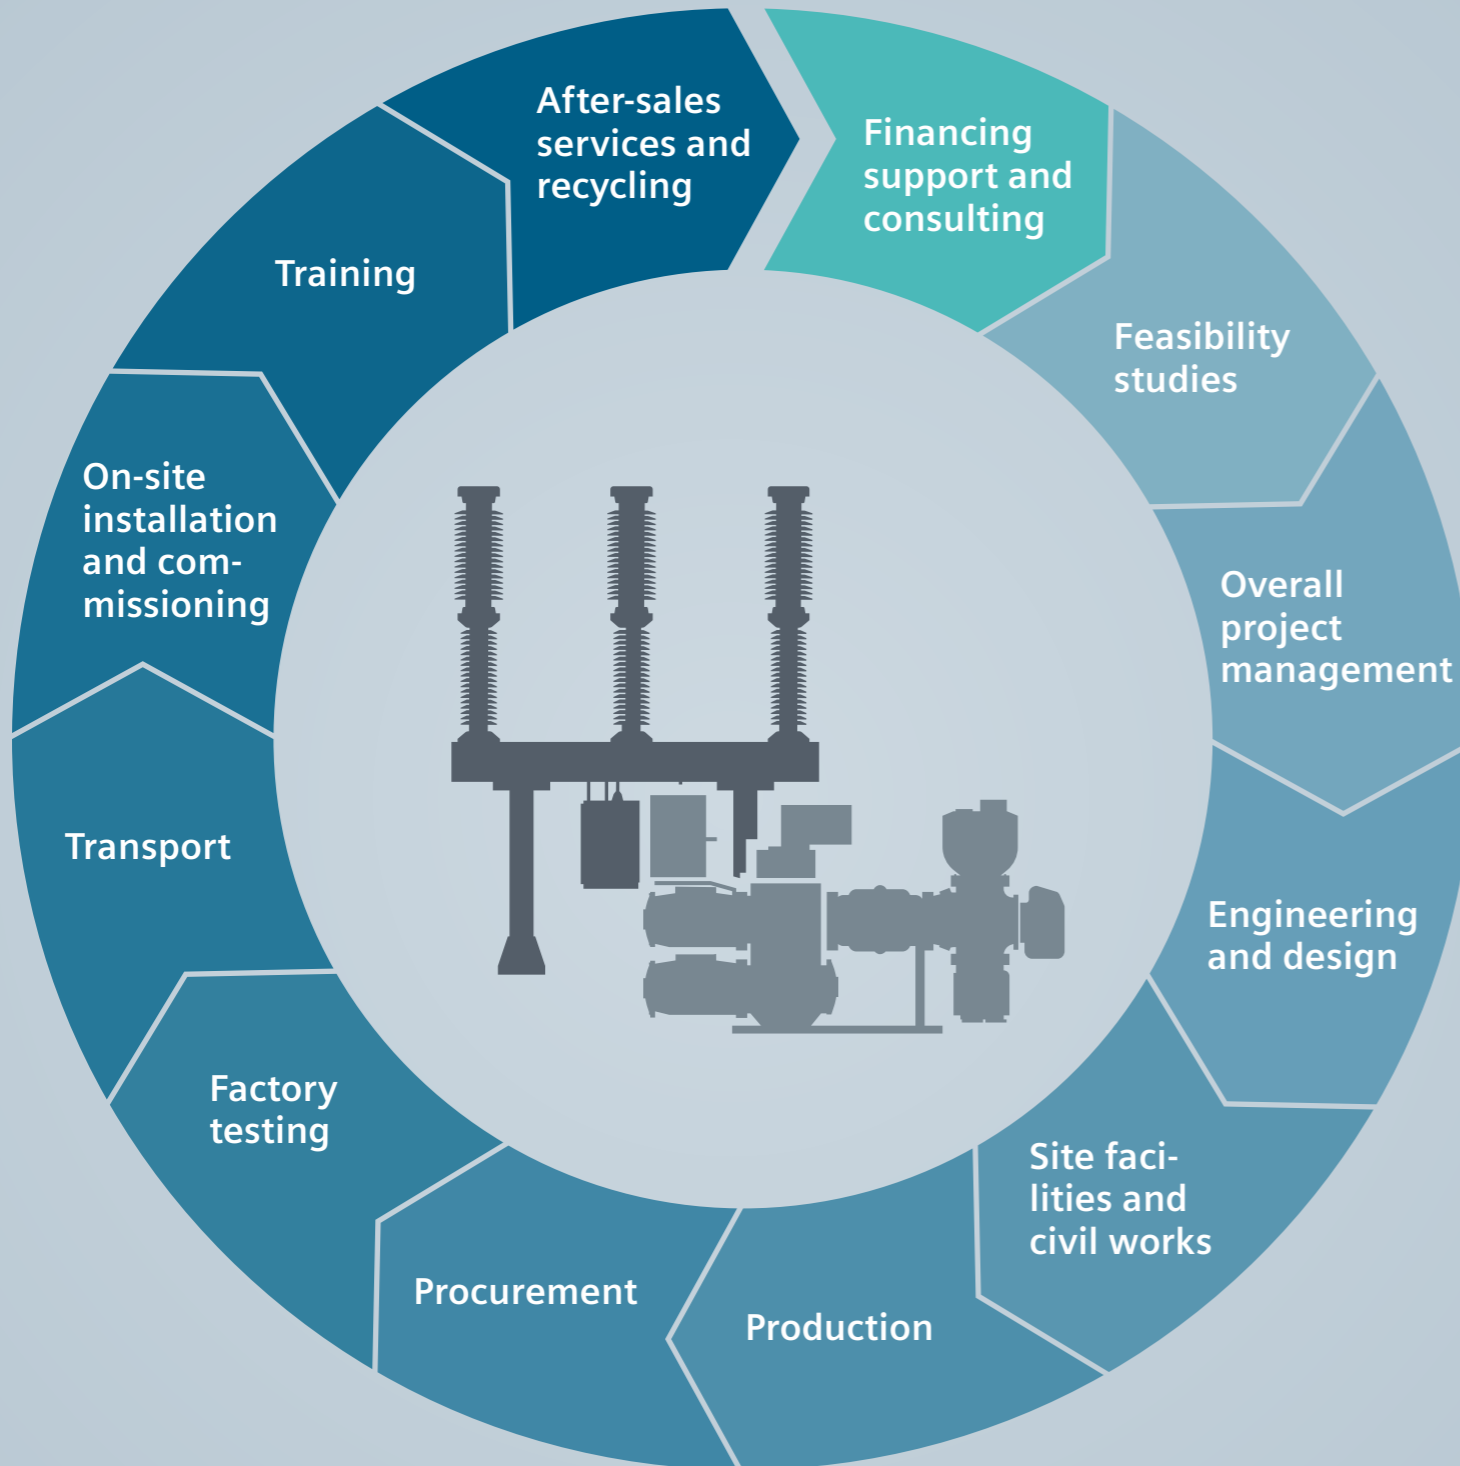 Financing
support and
consulting
Feasibility
studies
Overall
project
management
Engineering
and design
Site faci-
lities and
civil works
Production
Procurement
Factory
testing
Transport
On-site
installation
and com-
missioning
Training
After-sales
services and
recycling